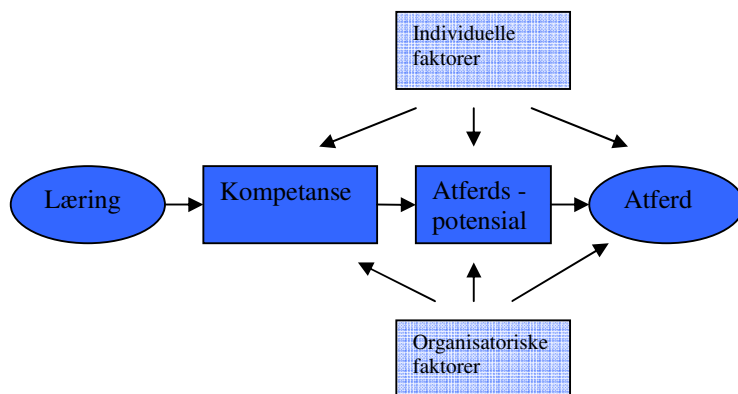 Individuelle
faktorer
Læring
Kompetanse
Atferds -
potensial
Atferd
Organisatoriske
faktorer